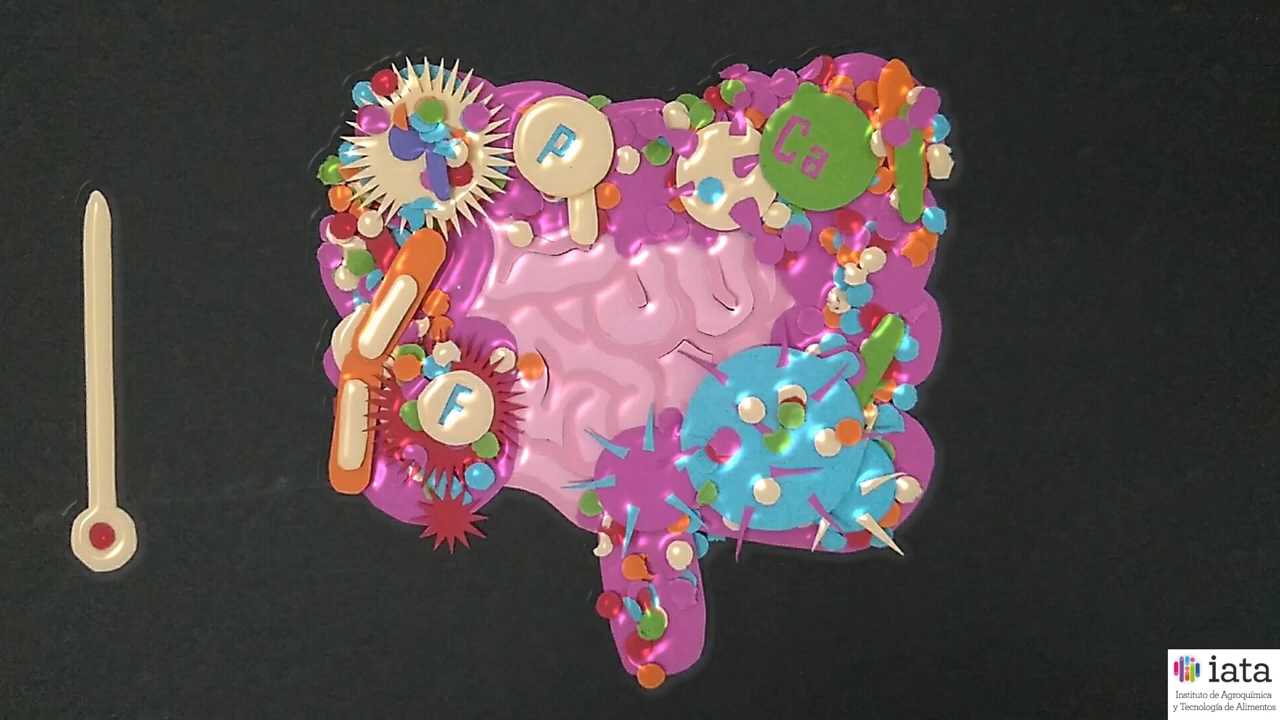 P
Ca
F
iata
Instituto de Agroquímica
y Tecnología de Alimentos